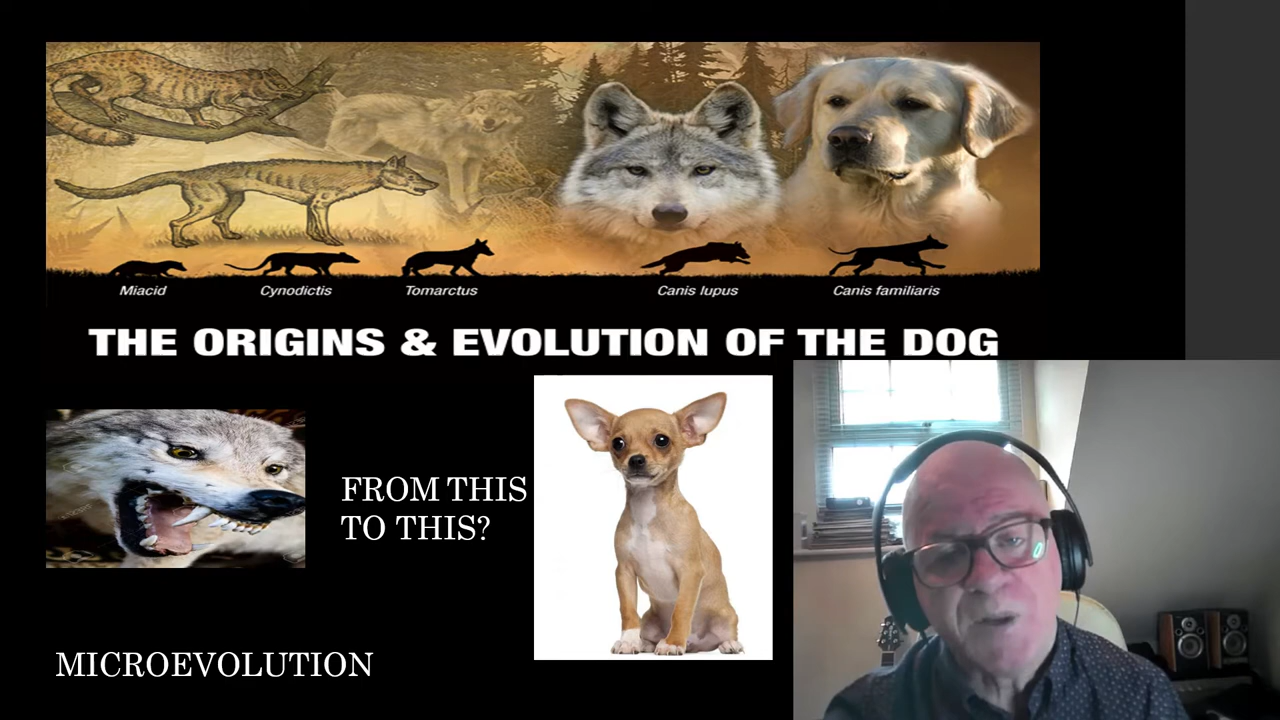 Miacid Cynodictis Tomarctus Canis lupus Canis familiaris
THE ORIGINS & EVOLUTION OF THE DOG
FROM THIS
TO THIS?
MICROEVOLUTION